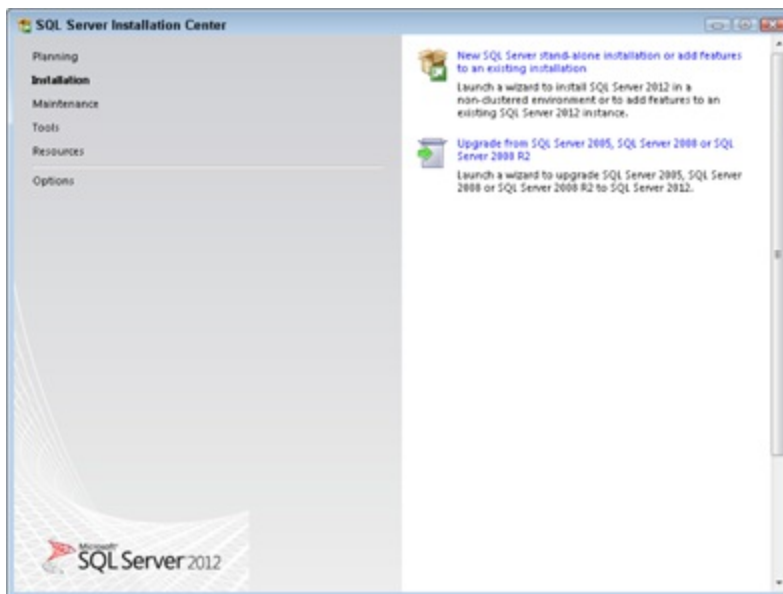 SQL Server Installation Center
Planning
Installation
Maintenance
Tools
Resources
Options
New SQL Server stand-alone installation or add features
to an existing installation
Launch a wizard to install SQL Server 2012 in a
non-clustered environment or to add features to an
existing SQL Server 2012 instance.
Upgrade from SQL Server 2005, SQL Server 2008 or SQL
Server 2008 R2
Launch a wizard to upgrade SQL Server 2005, SQL Server
2008 or SQL Server 2008 R2 to SQL Server 2012.
Microsoft
SQL Server 2012